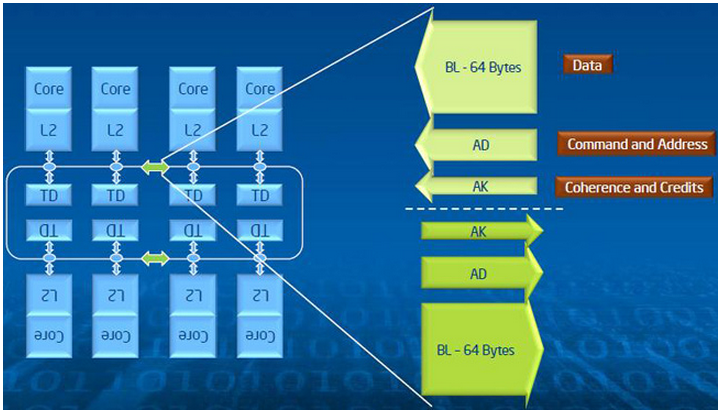 Core Core Core Core
L2 L2 L2 L2
TD TD TD TD
TD TD TD TD
L2 L2 L2 L2
Core Core Core Core
BL - 64 Bytes
Data
AD
Command and Address
AK
Coherence and Credits
AK
AD
BL - 64 Bytes